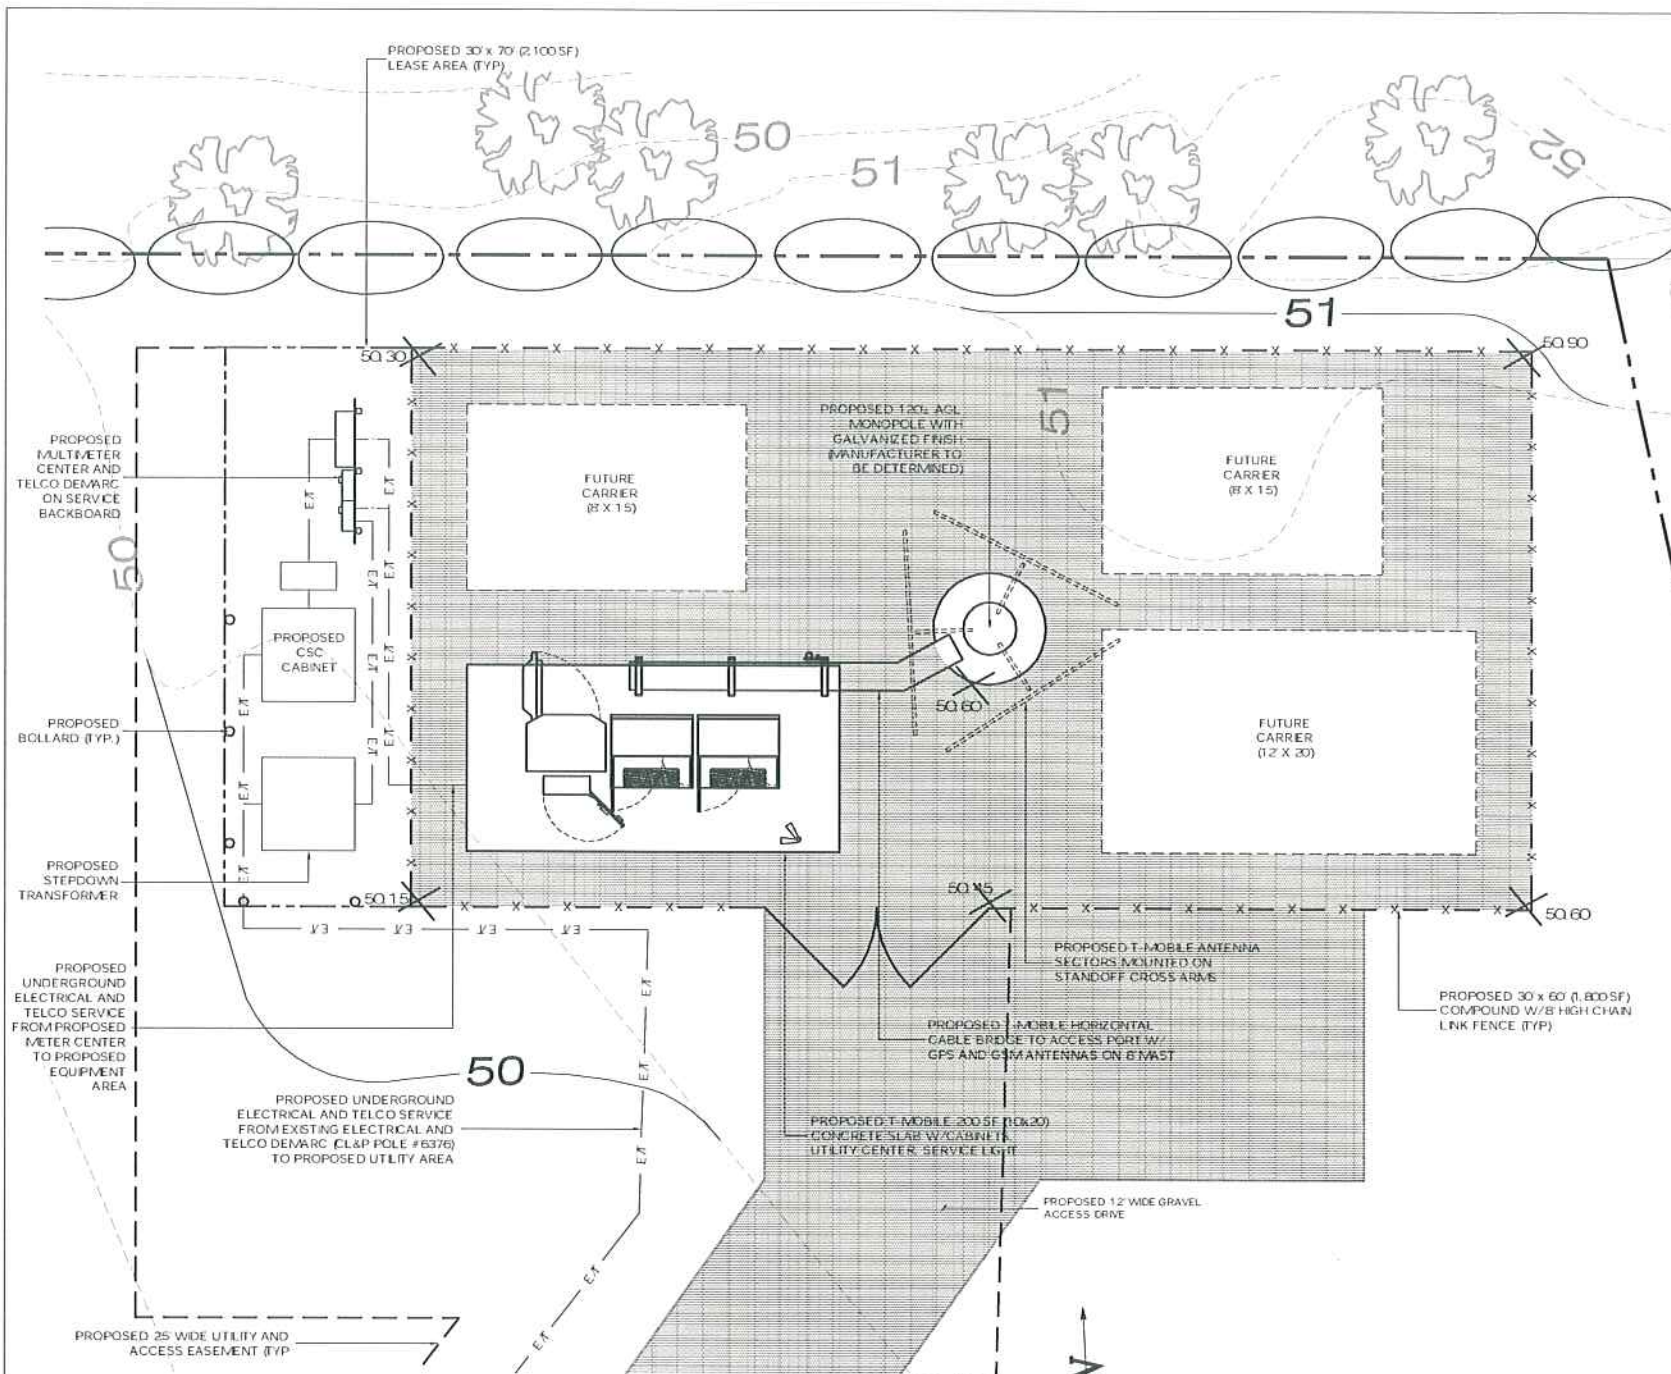 PROPOSED 30' x 70' (2,100 SF)
LEASE AREA (TYP)
50
51
52
51
50.30
50.90
PROPOSED
MULTIMETER
CENTER AND
TELCO DEMARC
ON SERVICE
BACKBOARD
FUTURE
CARRIER
(8' X 15')
PROPOSED 120'± AGL
MONOPOLE WITH
GALVANIZED FINISH
(MANUFACTURER TO
BE DETERMINED)
51
FUTURE
CARRIER
(8' X 15')
50
E/T
E/T
E/T
E/T
PROPOSED
CSC
CABINET
E/T
E/T
E/T
E/T
E/T
E/T
E/T
50.60
PROPOSED
BOLLARD (TYP.)
FUTURE
CARRIER
(12' X 20')
PROPOSED
STEPDOWN
TRANSFORMER
50.15
50.45
50.60
E/T
E/T
E/T
E/T
PROPOSED T-MOBILE ANTENNA
SECTORS MOUNTED ON
STANDOFF CROSS ARMS
PROPOSED
UNDERGROUND
ELECTRICAL AND
TELCO SERVICE
FROM PROPOSED
METER CENTER
TO PROPOSED
EQUIPMENT
AREA
E/T
PROPOSED 30' x 60' (1,800 SF)
COMPOUND W/8' HIGH CHAIN
LINK FENCE (TYP)
PROPOSED T-MOBILE HORIZONTAL
CABLE BRIDGE TO ACCESS PORT W/
GPS AND GSM ANTENNAS ON 8' MAST
50
E/T
PROPOSED UNDERGROUND
ELECTRICAL AND TELCO SERVICE
FROM EXISTING ELECTRICAL AND
TELCO DEMARC (CL&P POLE #6376)
TO PROPOSED UTILITY AREA
E/T
PROPOSED T-MOBILE 200 SF (10x20)
CONCRETE SLAB W/CABINETS,
UTILITY CENTER, SERVICE LIGHT
PROPOSED 12' WIDE GRAVEL
ACCESS DRIVE
E/T
E/T
PROPOSED 25' WIDE UTILITY AND
ACCESS EASEMENT (TYP